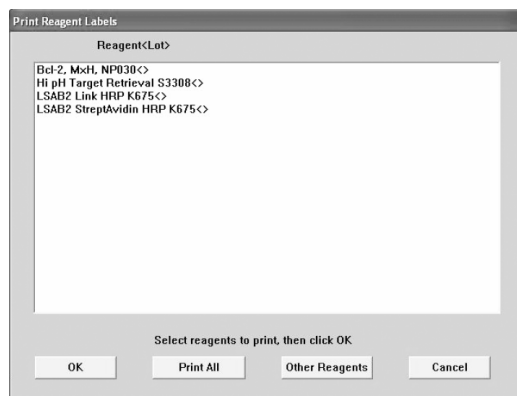 Print Reagent Labels
Reagent<Lot>
Bcl-2, MxH, NP030<>
Hi pH Target Retrieval S3308<>
LSAB2 Link HRP K675<>
LSAB2 StreptAvidin HRP K675<>
Select reagents to print, then click OK
OK Print All Other Reagents Cancel